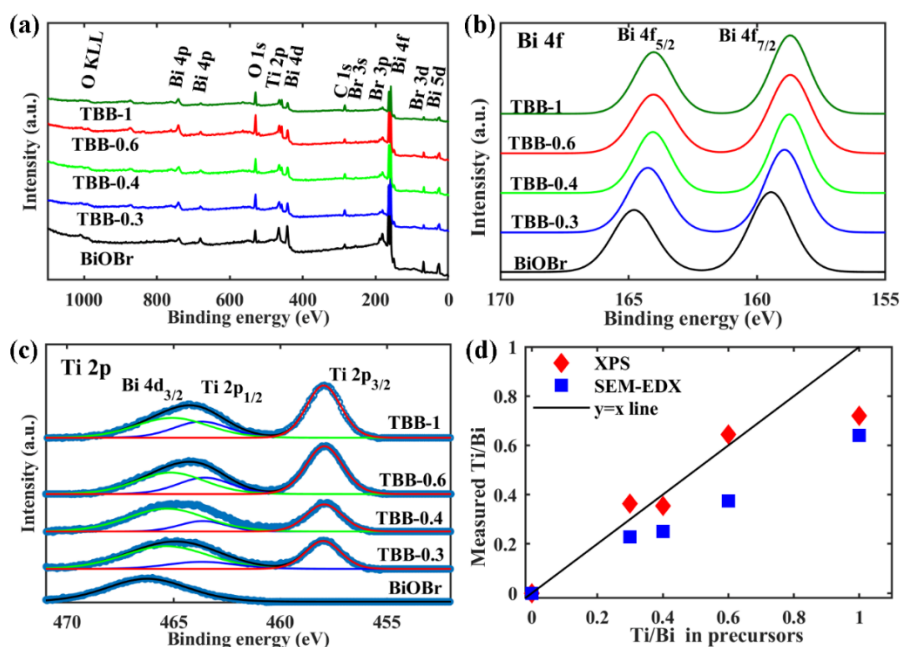 (a)
O KLL
Bi 4p
Bi 4p
O 1s
Ti 2p
Bi 4d
C 1s
Br 3s
Br 3p
Bi 4f
Br 3d
Bi 5d
TBB-1
TBB-0.6
TBB-0.4
TBB-0.3
BiOBr
Intensity (a.u.)
1000 800 600 400 200 0
Binding energy (eV)
(b)
Bi 4f
Bi 4f5/2
Bi 4f7/2
TBB-1
TBB-0.6
TBB-0.4
TBB-0.3
BiOBr
Intensisty (a.u.)
170 165 160 155
Binding energy (eV)
(c)
Ti 2p
Bi 4d3/2
Ti 2p1/2
Ti 2p3/2
TBB-1
TBB-0.6
TBB-0.4
TBB-0.3
BiOBr
Intensity (a.u.)
470 465 460 455
Binding energy (eV)
(d)
XPS
SEM-EDX
y=x line
Measured Ti/Bi
1
0.8
0.6
0.4
0.2
0
0 0.2 0.4 0.6 0.8 1
Ti/Bi in precursors